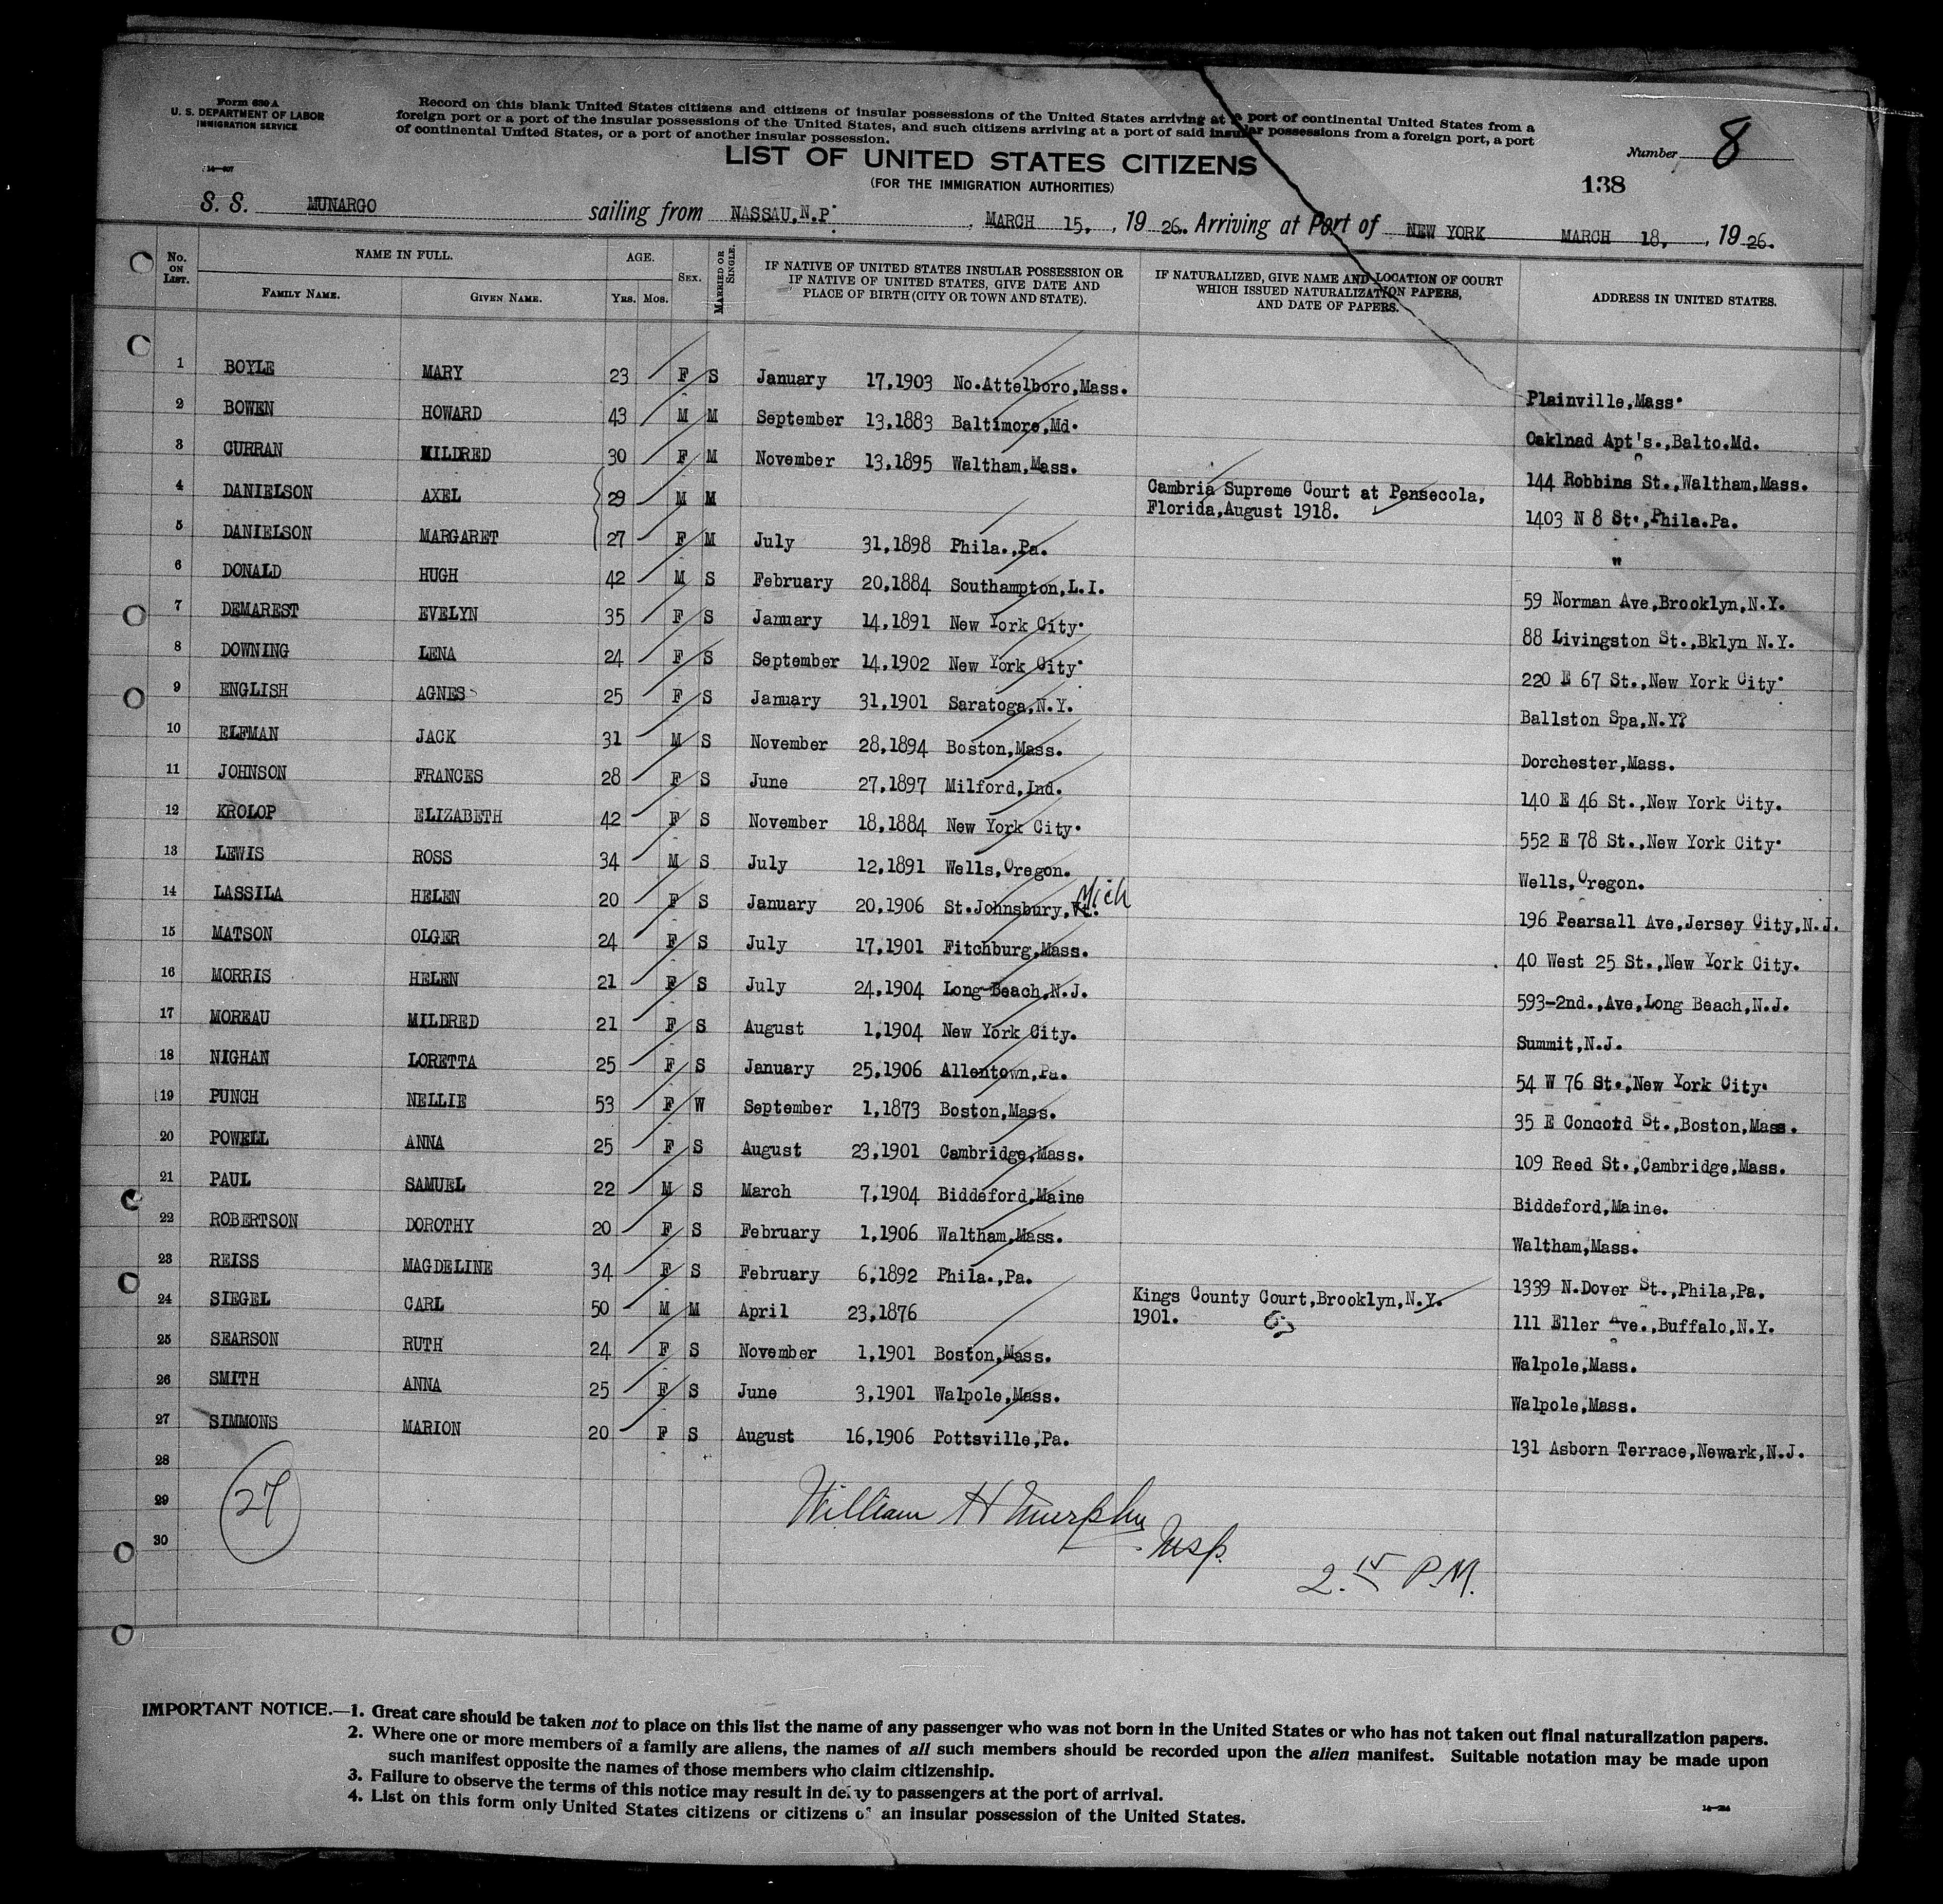 Form 630 A
U. S. DEPARTMENT OF LABOR
IMMIGRATION SERVICE
Record on this blank United States citizens and citizens of insular possessions of the United States arriving at a port of continental United States from a
foreign port or a port of the insular possessions of the United States, and such citizens arriving at a port of said insular possessions from a foreign port, a port
of continental United States, or a port of another insular possession.
LIST OF UNITED STATES CITIZENS
(FOR THE IMMIGRATION AUTHORITIES)
Number 8
138
S. S. MUNARGO sailing from NASSAU, N.P. , MARCH 15, , 19 26. Arriving at Port of NEW YORK MARCH 18, , 19 26.
No. ON LIST. NAME IN FULL. AGE. SEX. MARRIED OR SINGLE. IF NATIVE OF UNITED STATES INSULAR POSSESSION OR IF NATIVE OF UNITED STATES, GIVE DATE AND PLACE OF BIRTH (CITY OR TOWN AND STATE). IF NATURALIZED, GIVE NAME AND LOCATION OF COURT WHICH ISSUED NATURALIZATION PAPERS, AND DATE OF PAPERS. ADDRESS IN UNITED STATES.
FAMILY NAME. GIVEN NAME. Yrs. Mos.
1 BOYLE MARY 23 F S January 17,1903 No.Attelboro,Mass. Plainville,Mass.
2 BOWEN HOWARD 43 M M September 13,1883 Baltimore,Md. Oaklnad Apt's.,Balto.Md.
3 CURRAN MILDRED 30 F M November 13,1895 Waltham,Mass. 144 Robbins St.,Waltham,Mass.
4 DANIELSON AXEL 29 M M Cambria Supreme Court at Pensecola, Florida,August 1918. 1403 N 8 St.,Phila.Pa.
5 DANIELSON MARGARET 27 F M July 31,1898 Phila.,Pa. "
6 DONALD HUGH 42 M S February 20,1884 Southampton,L.I. 59 Norman Ave,Brooklyn,N.Y.
7 DEMAREST EVELYN 35 F S January 14,1891 New York City. 88 Livingston St.,Bklyn N.Y.
8 DOWNING LENA 24 F S September 14,1902 New York City. 220 E 67 St.,New York City.
9 ENGLISH AGNES 25 F S January 31,1901 Saratoga,N.Y. Ballston Spa,N.Y?
10 ELFMAN JACK 31 M S November 28,1894 Boston,Mass. Dorchester,Mass.
11 JOHNSON FRANCES 28 F S June 27,1897 Milford,Ind. 140 E 46 St.,New York City.
12 KROLOP ELIZABETH 42 F S November 18,1884 New York City. 552 E 78 St.,New York City.
13 LEWIS ROSS 34 M S July 12,1891 Wells,Oregon. Wells,Oregon.
14 LASSILA HELEN 20 F S January 20,1906 St.Johnsbury,Vt. Mich 196 Pearsall Ave,Jersey City,N.J.
15 MATSON OLGER 24 F S July 17,1901 Fitchburg,Mass. 40 West 25 St.,New York City.
16 MORRIS HELEN 21 F S July 24,1904 Long Beach,N.J. 593-2nd.,Ave,Long Beach,N.J.
17 MOREAU MILDRED 21 F S August 1,1904 New York City. Summit,N.J.
18 NIGHAN LORETTA 25 F S January 25,1906 Allentown,Pa. 54 W 76 St.,New York City.
19 PUNCH NELLIE 53 F W September 1,1873 Boston,Mass. 35 E Concord St.,Boston,Mass.
20 POWELL ANNA 25 F S August 23,1901 Cambridge,Mass. 109 Reed St.,Cambridge,Mass.
21 PAUL SAMUEL 22 M S March 7,1904 Biddeford,Maine Biddeford,Maine.
22 ROBERTSON DOROTHY 20 F S February 1,1906 Waltham,Mass. Waltham,Mass.
23 REISS MAGDELINE 34 F S February 6,1892 Phila.,Pa. 1339 N.Dover St.,Phila,Pa.
24 SIEGEL CARL 50 M M April 23,1876 Kings County Court,Brooklyn,N.Y. 1901. 111 Eller Ave.,Buffalo,N.Y.
25 SEARSON RUTH 24 F S November 1,1901 Boston,Mass. Walpole,Mass.
26 SMITH ANNA 25 F S June 3,1901 Walpole,Mass. Walpole,Mass.
27 SIMMONS MARION 20 F S August 16,1906 Pottsville,Pa. 131 Asborn Terrace,Newark,N.J.
28
29
30
27
William H Murphy
Insp.
2.15 P.M.
IMPORTANT NOTICE.—1. Great care should be taken not to place on this list the name of any passenger who was not born in the United States or who has not taken out final naturalization papers.
2. Where one or more members of a family are aliens, the names of all such members should be recorded upon the alien manifest. Suitable notation may be made upon
such manifest opposite the names of those members who claim citizenship.
3. Failure to observe the terms of this notice may result in delay to passengers at the port of arrival.
4. List on this form only United States citizens or citizens of an insular possession of the United States.